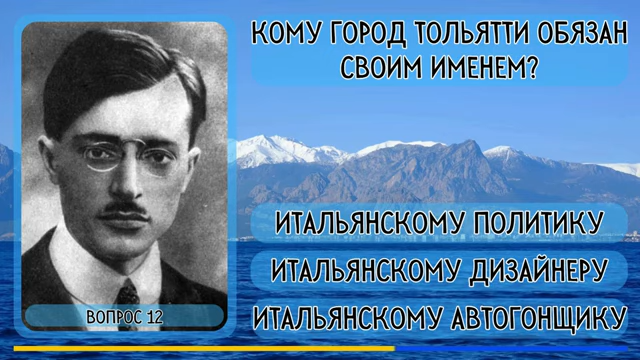 КОМУ ГОРОД ТОЛЬЯТТИ ОБЯЗАН
СВОИМ ИМЕНЕМ?
ИТАЛЬЯНСКОМУ ПОЛИТИКУ
ИТАЛЬЯНСКОМУ ДИЗАЙНЕРУ
ИТАЛЬЯНСКОМУ АВТОГОНЩИКУ
ВОПРОС 12